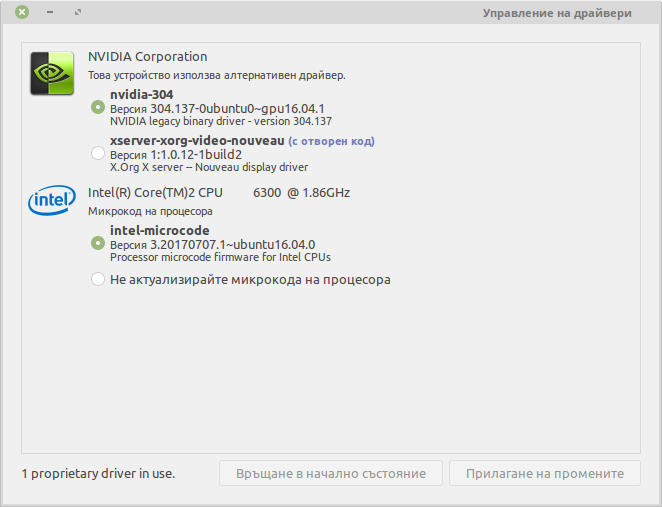 Управление на драйвери
NVIDIA Corporation
Това устройство използва алтернативен драйвер.
nvidia-304
Версия 304.137-0ubuntu0~gpu16.04.1
NVIDIA legacy binary driver - version 304.137
xserver-xorg-video-nouveau (с отворен код)
Версия 1:1.0.12-1build2
X.Org X server -- Nouveau display driver
intel
Intel(R) Core(TM)2 CPU 6300 @ 1.86GHz
Микрокод на процесора
intel-microcode
Версия 3.20170707.1~ubuntu16.04.0
Processor microcode firmware for Intel CPUs
Не актуализирайте микрокода на процесора
1 proprietary driver in use.
Връщане в начално състояние
Прилагане на промените